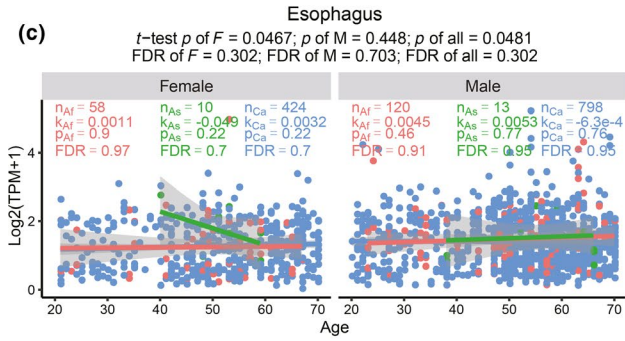 (c)
Esophagus
t−test p of F = 0.0467; p of M = 0.448; p of all = 0.0481
FDR of F = 0.302; FDR of M = 0.703; FDR of all = 0.302
Female
Male
nAf = 58 nAs = 10 nCa = 424
kAf = 0.0011 kAs = -0.049 kCa = 0.0032
pAf = 0.9 pAs = 0.22 pCa = 0.22
FDR = 0.97 FDR = 0.7 FDR = 0.7
nAf = 120 nAs = 13 nCa = 798
kAf = 0.0045 kAs = 0.0053 kCa = -6.3e-4
pAf = 0.46 pAs = 0.77 pCa = 0.76
FDR = 0.91 FDR = 0.95 FDR = 0.95
Log2(TPM+1)
4
2
0
20 30 40 50 60 70
20 30 40 50 60 70
Age